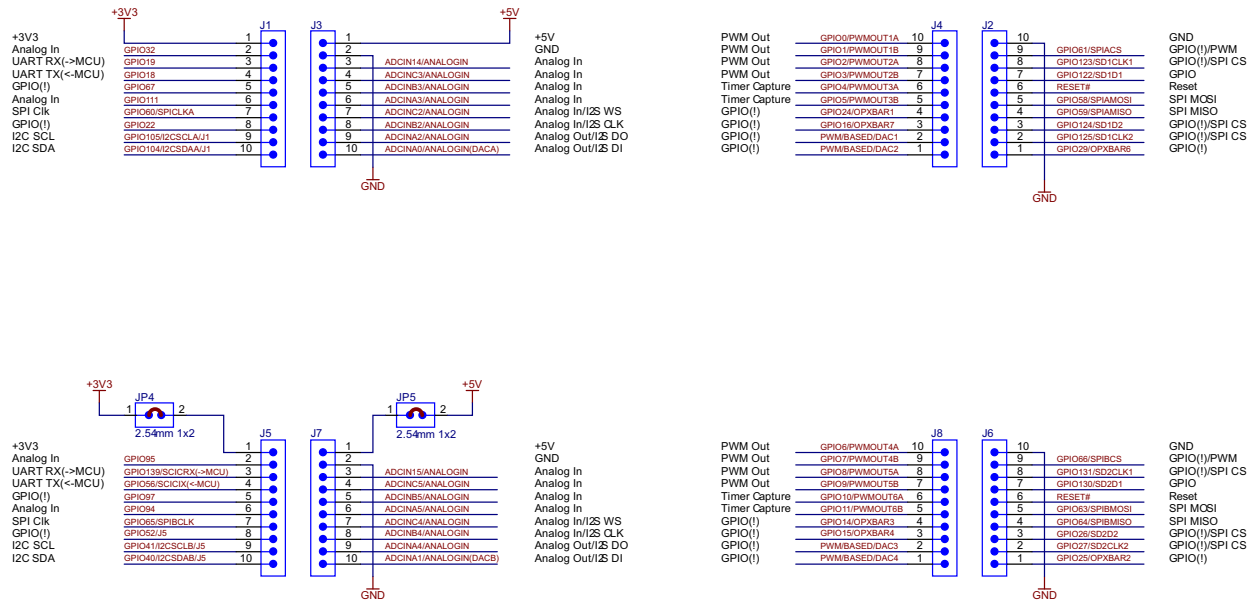 +3V3
+5V
J1 J3 J4 J2
+3V3 1 1 +5V PWM Out GPIO0/PWMOUT1A 10 10 GND
Analog In GPIO32 2 2 GND PWM Out GPIO1/PWMOUT1B 9 9 GPIO61/SPIACS GPIO(!)/PWM
UART RX(->MCU) GPIO19 3 3 ADCIN14/ANALOGIN Analog In PWM Out GPIO2/PWMOUT2A 8 8 GPIO123/SD1CLK1 GPIO(!)/SPI CS
UART TX(<-MCU) GPIO18 4 4 ADCINC3/ANALOGIN Analog In PWM Out GPIO3/PWMOUT2B 7 7 GPIO122/SD1D1 GPIO
GPIO(!) GPIO67 5 5 ADCINB3/ANALOGIN Analog In Timer Capture GPIO4/PWMOUT3A 6 6 RESET# Reset
Analog In GPIO111 6 6 ADCINA3/ANALOGIN Analog In Timer Capture GPIO5/PWMOUT3B 5 5 GPIO58/SPIAMOSI SPI MOSI
SPI Clk GPIO60/SPICLKA 7 7 ADCINC2/ANALOGIN Analog In/I2S WS GPIO(!) GPIO24/OPXBAR1 4 4 GPIO59/SPIAMISO SPI MISO
GPIO(!) GPIO22 8 8 ADCINB2/ANALOGIN Analog In/I2S CLK GPIO(!) GPIO16/OPXBAR7 3 3 GPIO124/SD1D2 GPIO(!)/SPI CS
I2C SCL GPIO105/I2CSCLA/J1 9 9 ADCINA2/ANALOGIN Analog Out/I2S DO GPIO(!) PWM/BASED/DAC1 2 2 GPIO125/SD1CLK2 GPIO(!)/SPI CS
I2C SDA GPIO104/I2CSDAA/J1 10 10 ADCINA0/ANALOGIN(DACA) Analog Out/I2S DI GPIO(!) PWM/BASED/DAC2 1 1 GPIO29/OPXBAR6 GPIO(!)
GND
GND
+3V3
+5V
JP4 JP5
1 2 1 2
2.54mm 1x2 2.54mm 1x2
J5 J7 J8 J6
+3V3 1 1 +5V PWM Out GPIO6/PWMOUT4A 10 10 GND
Analog In GPIO95 2 2 GND PWM Out GPIO7/PWMOUT4B 9 9 GPIO66/SPIBCS GPIO(!)/PWM
UART RX(->MCU) GPIO139/SCICRX(->MCU) 3 3 ADCIN15/ANALOGIN Analog In PWM Out GPIO8/PWMOUT5A 8 8 GPIO131/SD2CLK1 GPIO(!)/SPI CS
UART TX(<-MCU) GPIO56/SCICIX(<-MCU) 4 4 ADCINC5/ANALOGIN Analog In PWM Out GPIO9/PWMOUT5B 7 7 GPIO130/SD2D1 GPIO
GPIO(!) GPIO97 5 5 ADCINB5/ANALOGIN Analog In Timer Capture GPIO10/PWMOUT6A 6 6 RESET# Reset
Analog In GPIO94 6 6 ADCINA5/ANALOGIN Analog In Timer Capture GPIO11/PWMOUT6B 5 5 GPIO63/SPIBMOSI SPI MOSI
SPI Clk GPIO65/SPIBCLK 7 7 ADCINC4/ANALOGIN Analog In/I2S WS GPIO(!) GPIO14/OPXBAR3 4 4 GPIO64/SPIBMISO SPI MISO
GPIO(!) GPIO52/J5 8 8 ADCINB4/ANALOGIN Analog In/I2S CLK GPIO(!) GPIO15/OPXBAR4 3 3 GPIO26/SD2D2 GPIO(!)/SPI CS
I2C SCL GPIO41/I2CSCLB/J5 9 9 ADCINA4/ANALOGIN Analog Out/I2S DO GPIO(!) PWM/BASED/DAC3 2 2 GPIO27/SD2CLK2 GPIO(!)/SPI CS
I2C SDA GPIO40/I2CSDAB/J5 10 10 ADCINA1/ANALOGIN(DACB) Analog Out/I2S DI GPIO(!) PWM/BASED/DAC4 1 1 GPIO25/OPXBAR2 GPIO(!)
GND
GND